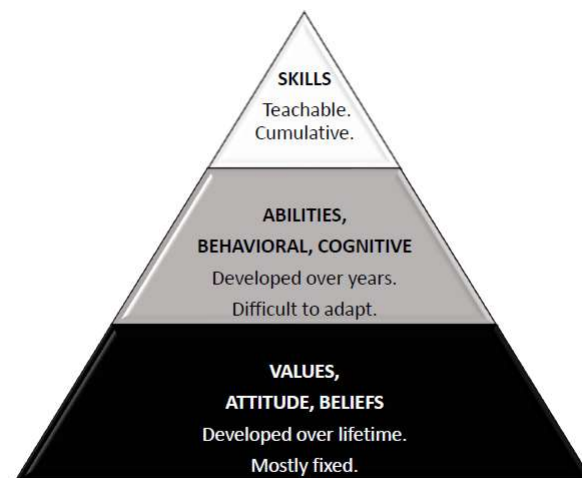 SKILLS
Teachable.
Cumulative.
ABILITIES,
BEHAVIORAL, COGNITIVE
Developed over years.
Difficult to adapt.
VALUES,
ATTITUDE, BELIEFS
Developed over lifetime.
Mostly fixed.